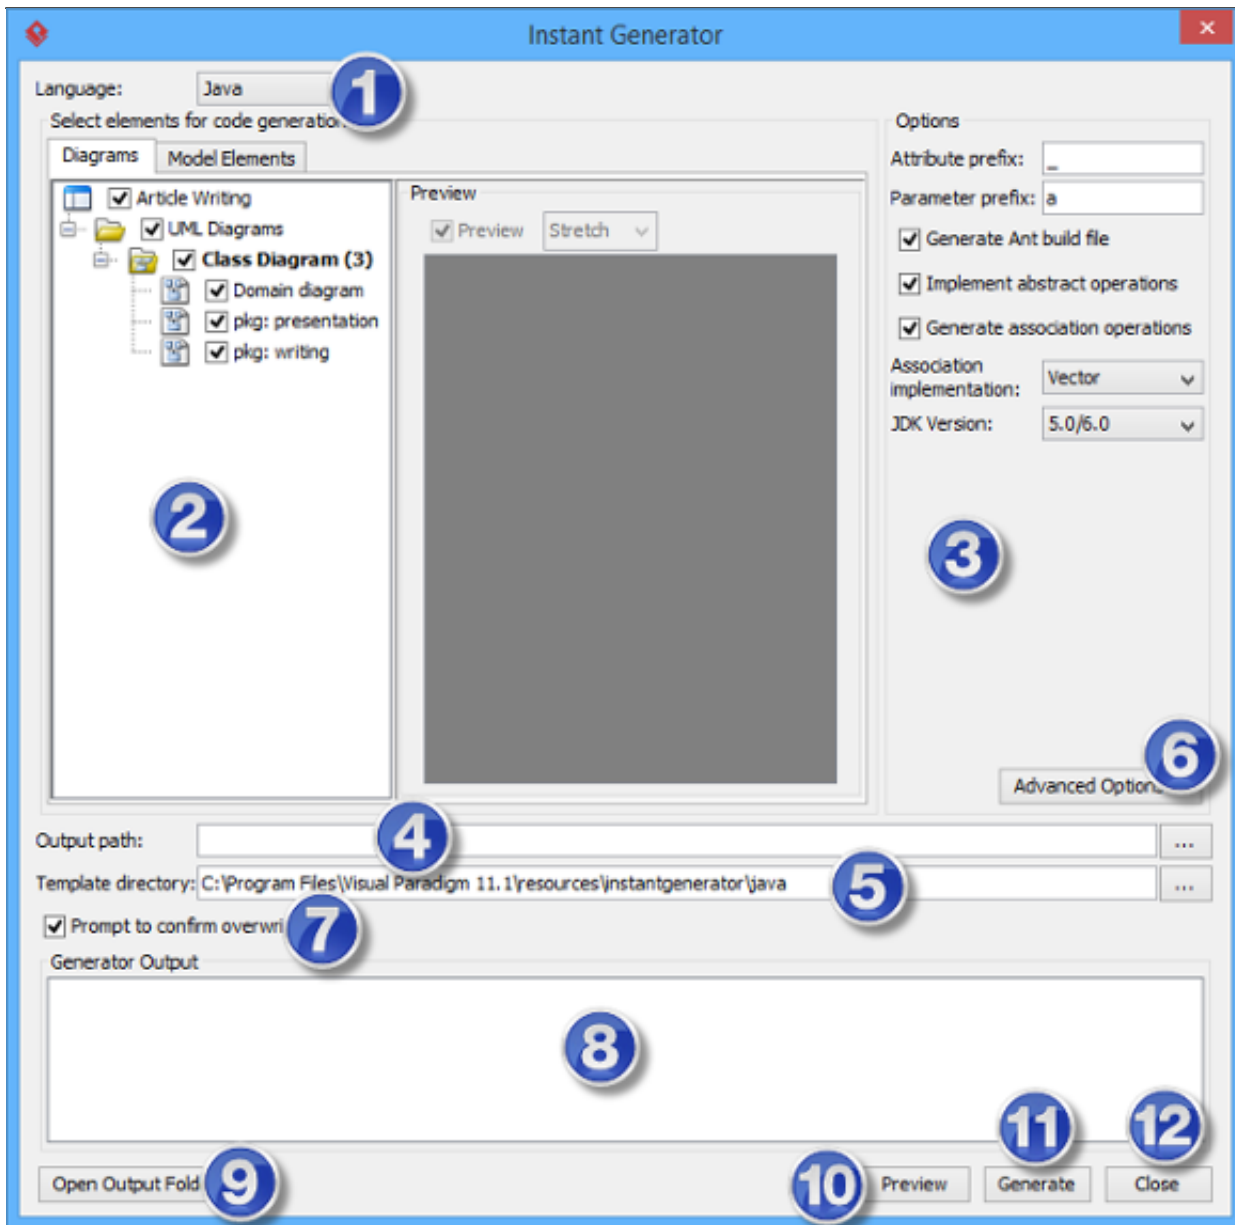 Instant Generator
Language: Java 1
Select elements for code generation
Diagrams Model Elements
Article Writing
UML Diagrams
Class Diagram (3)
Domain diagram
pkg: presentation
pkg: writing
2
Preview
Preview Stretch
Options
Attribute prefix: _
Parameter prefix: a
Generate Ant build file
Implement abstract operations
Generate association operations
Association
implementation: Vector
JDK Version: 5.0/6.0
3
6
Advanced Option
Output path: 4 ...
Template directory: C:\Program Files\Visual Paradigm 11.1\resources\instantgenerator\java 5 ...
Prompt to confirm overwri 7
Generator Output
8
Open Output Fold 9 10 Preview 11 Generate 12 Close